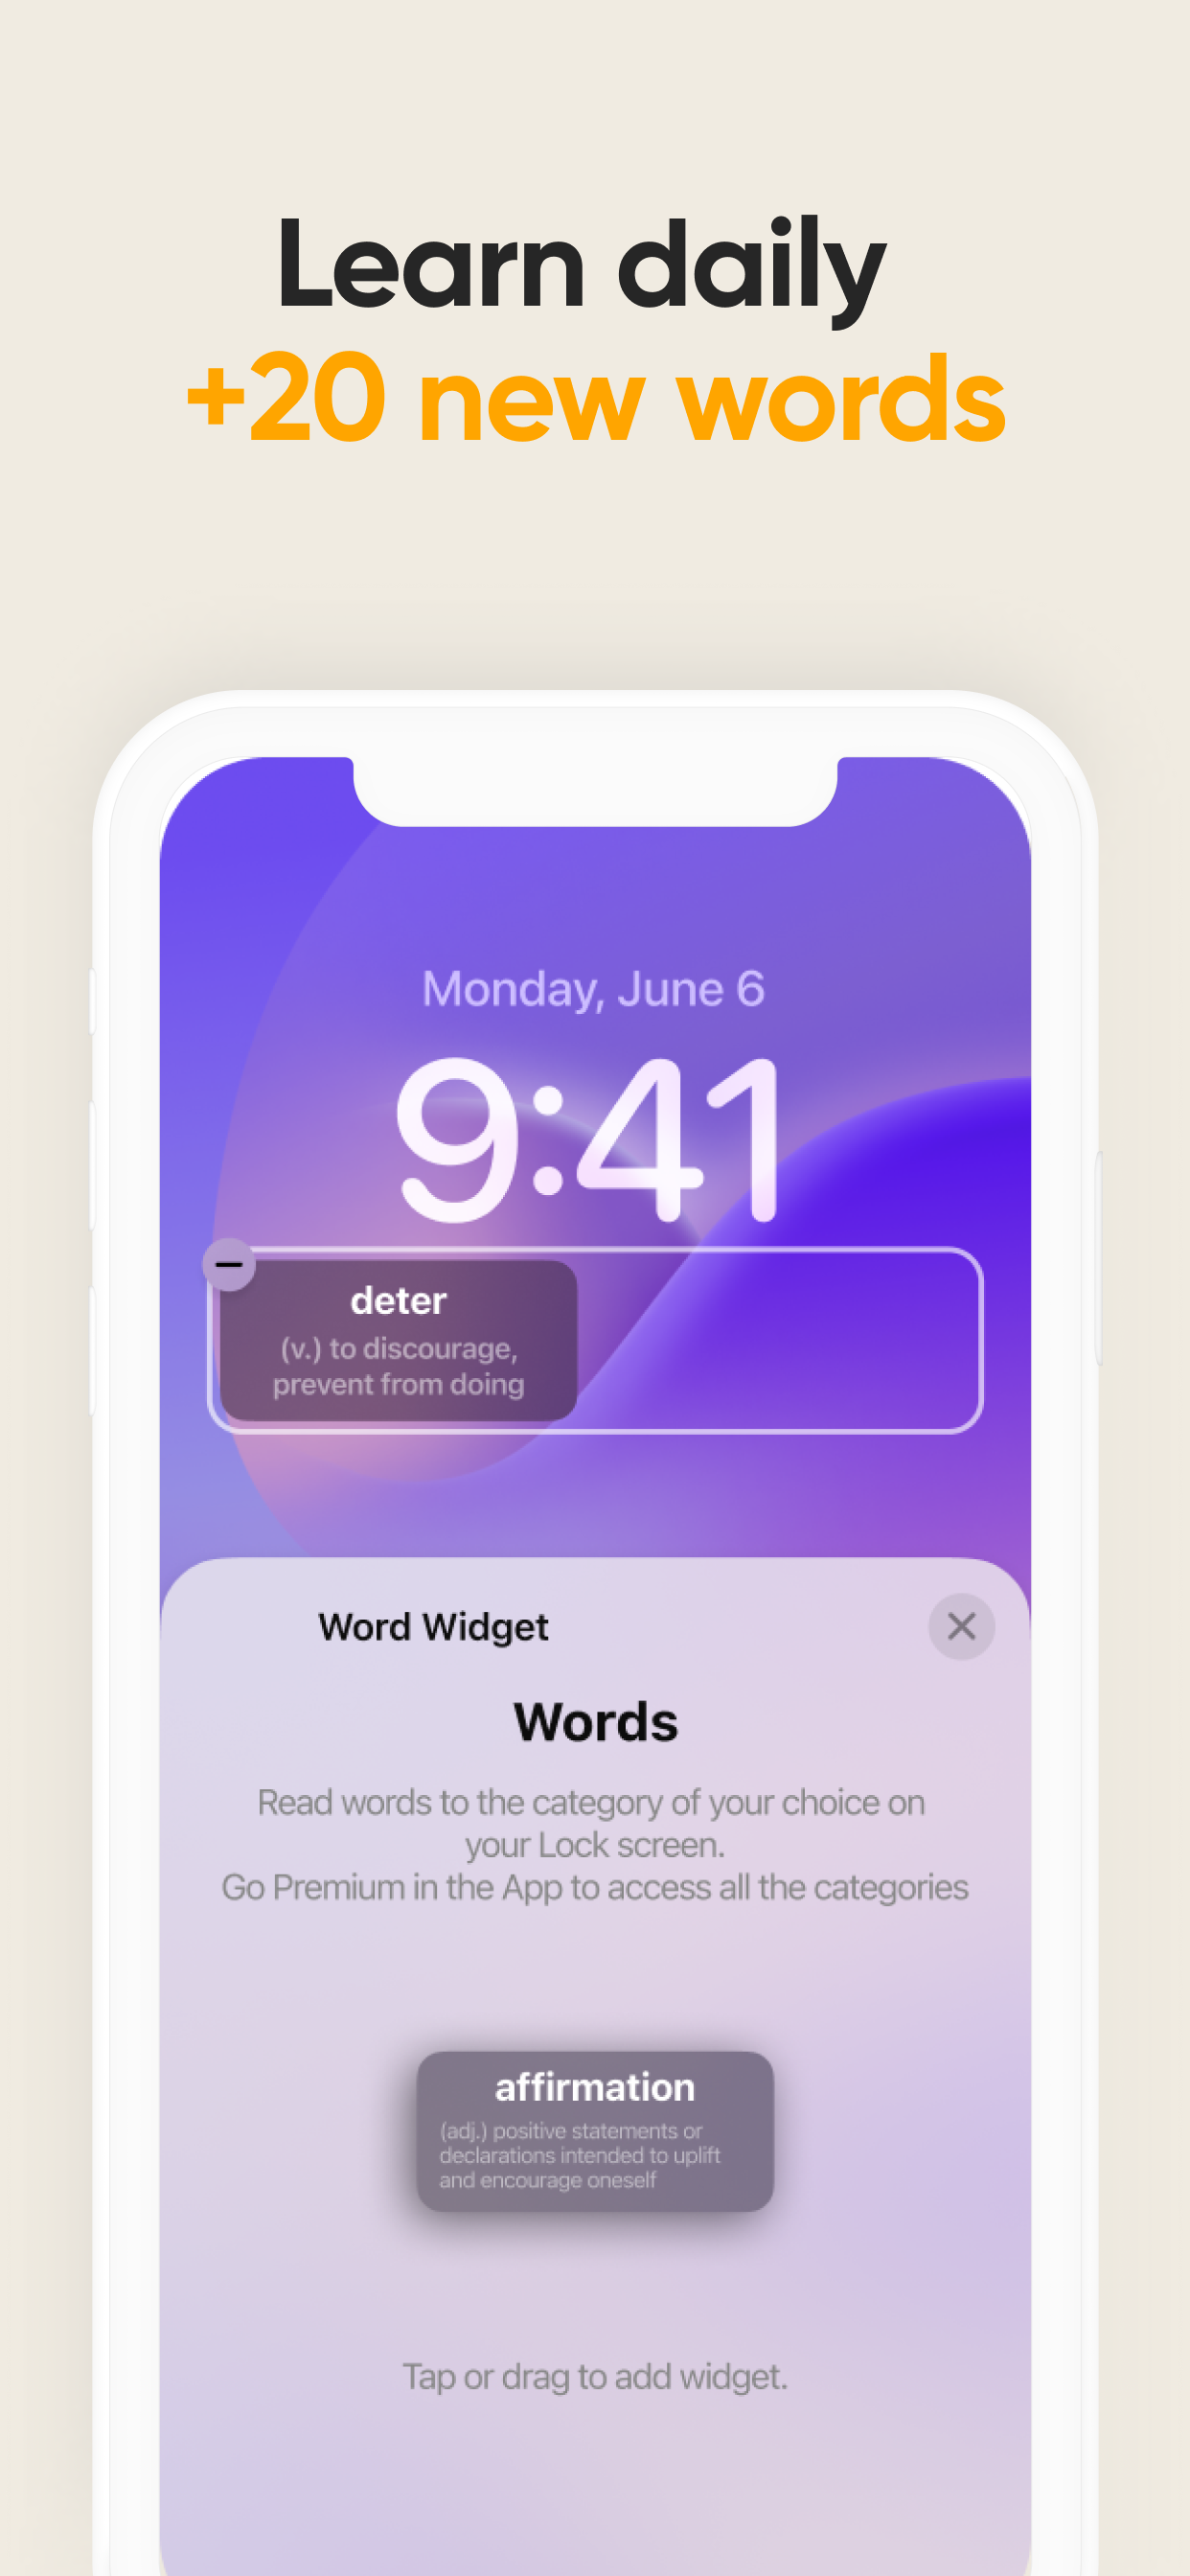 Learn daily
+20 new words
Monday, June 6
9:41
deter
(v.) to discourage,
prevent from doing
Word Widget
Words
Read words to the category of your choice on
your Lock screen.
Go Premium in the App to access all the categories
affirmation
(adj.) positive statements or
declarations intended to uplift
and encourage oneself
Tap or drag to add widget.